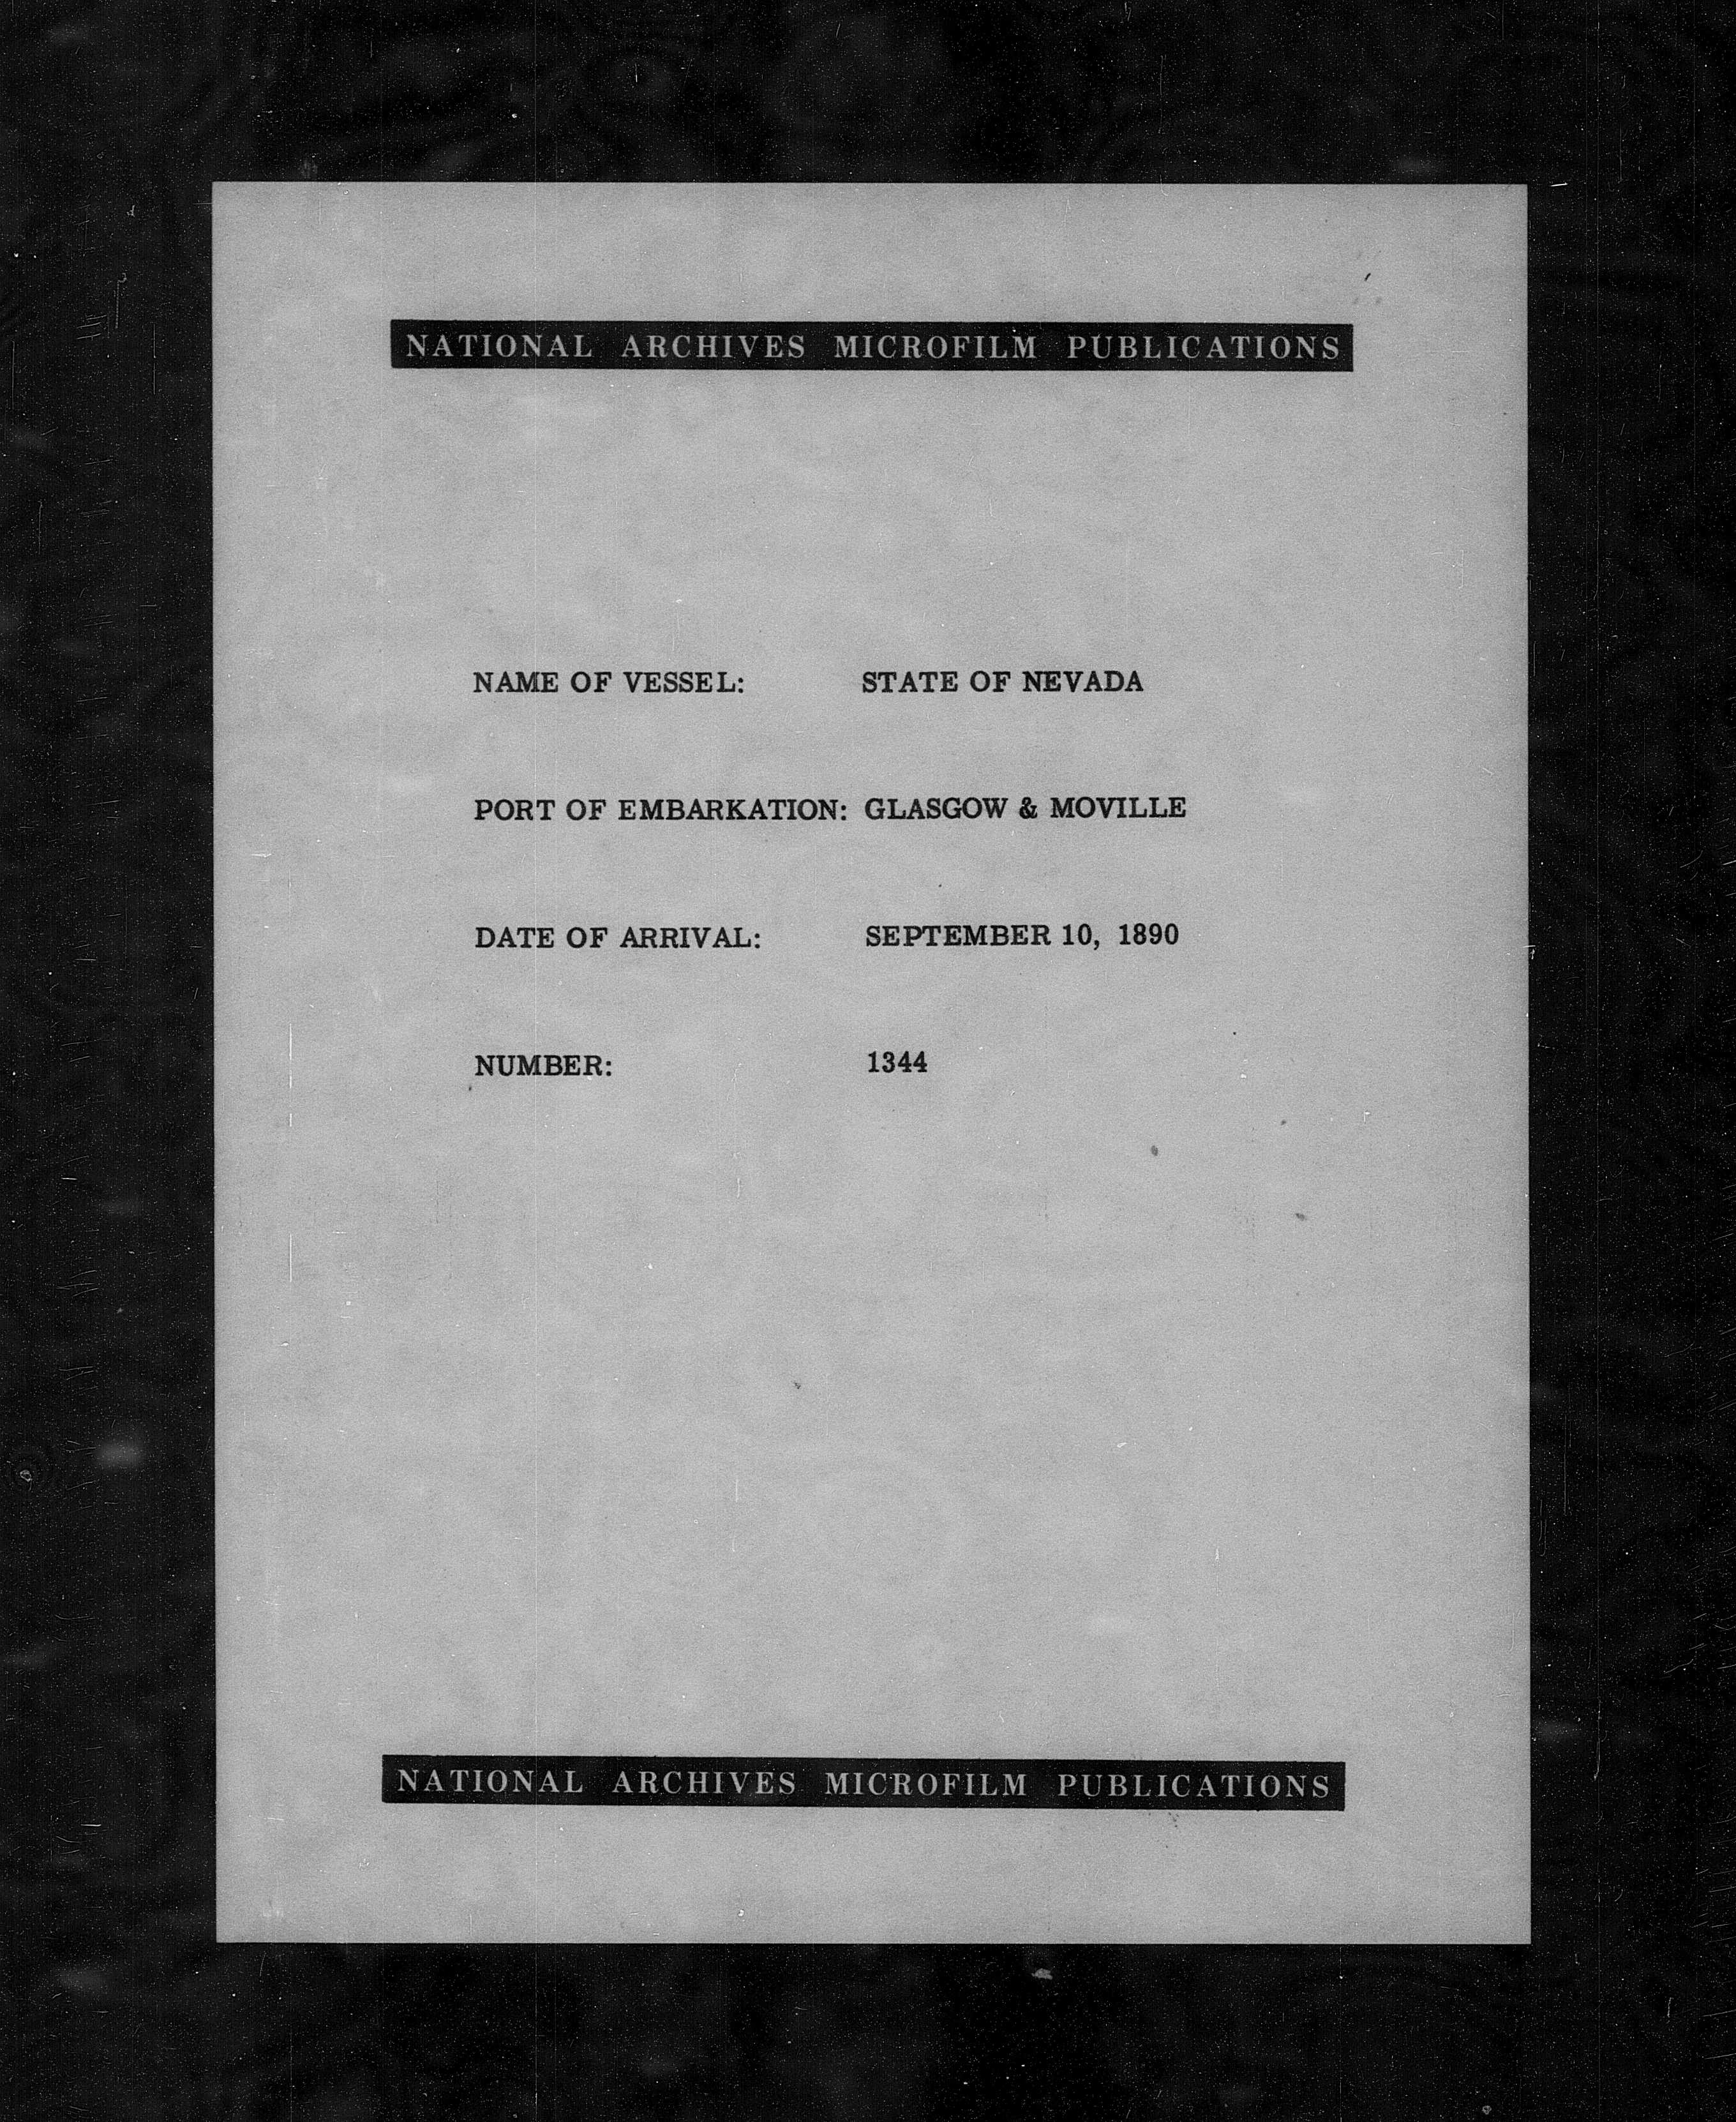 NATIONAL ARCHIVES MICROFILM PUBLICATIONS
NAME OF VESSEL: STATE OF NEVADA
PORT OF EMBARKATION: GLASGOW & MOVILLE
DATE OF ARRIVAL: SEPTEMBER 10, 1890
NUMBER: 1344
NATIONAL ARCHIVES MICROFILM PUBLICATIONS